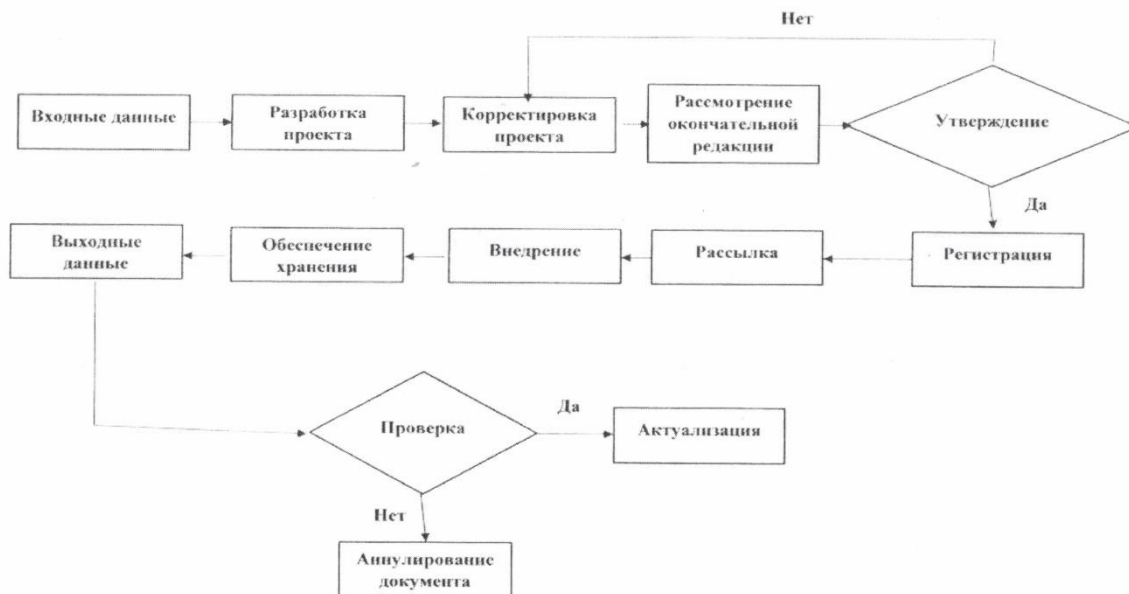 Нет
Входные данные
Разработка
проекта
Корректировка
проекта
Рассмотрение
окончательной
редакции
Утверждение
Да
Выходные
данные
Обеспечение
хранения
Внедрение
Рассылка
Регистрация
Проверка
Да
Актуализация
Нет
Аннулирование
документа